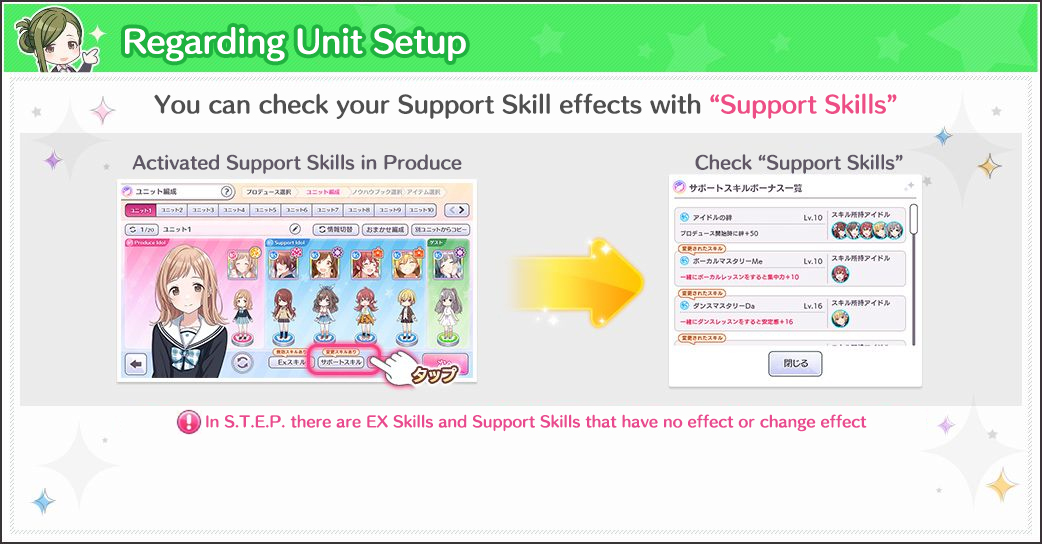 Regarding Unit Setup
You can check your Support Skill effects with “Support Skills”
Activated Support Skills in Produce
Check “Support Skills”
ユニット編成
?
プロデュース選択
ユニット編成
ノウハウブック選択
アイテム選択
ユニット1
ユニット2
ユニット3
ユニット4
ユニット5
ユニット6
ユニット7
ユニット8
ユニット9
ユニット10
1/20
ユニット1
情報切替
おまかせ編成
別ユニットからコピー
Produce Idol
Support Idol
ゲスト
無効スキルあり
Exスキル
変更スキルあり
サポートスキル
タップ
サポートスキルボーナス一覧
アイドルの絆 Lv.10
スキル所持アイドル
プロデュース開始時に絆+50
変更されたスキル
ボーカルマスタリーMe Lv.10
スキル所持アイドル
一緒にボーカルレッスンをすると集中力+10
変更されたスキル
ダンスマスタリーDa Lv.16
スキル所持アイドル
一緒にダンスレッスンをすると安定感+16
変更されたスキル
閉じる
In S.T.E.P. there are EX Skills and Support Skills that have no effect or change effect